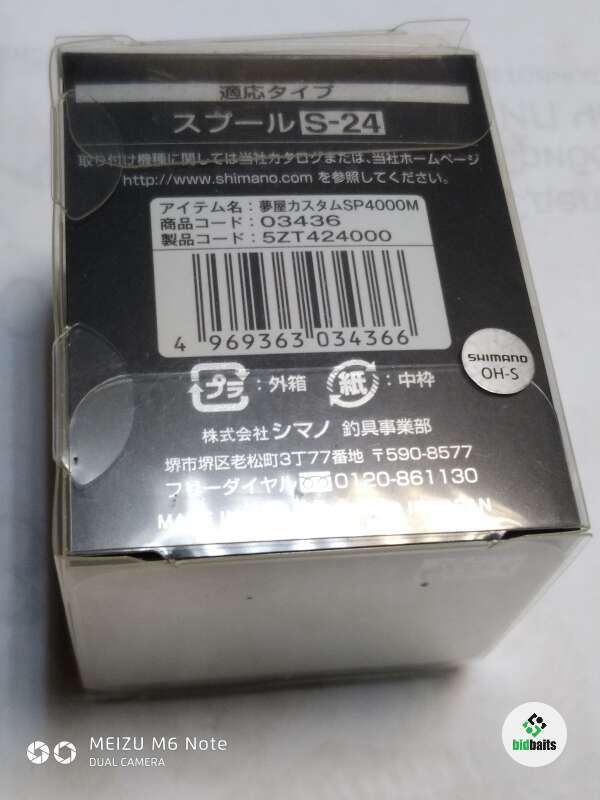 適応タイプ
スプール S-24
取り付け機種に関しては当社カタログまたは、当社ホームページ
http://www.shimano.com を参照してください。
アイテム名：夢屋カスタムSP4000M
商品コード：03436
製品コード：5ZT424000
4 969363 034366
プラ：外箱 紙：中枠
SHIMANO
OH-S
株式会社シマノ 釣具事業部
堺市堺区老松町3丁77番地 〒590-8577
フリーダイヤル 0120-861130
MEIZU M6 Note
DUAL CAMERA
bidbaits